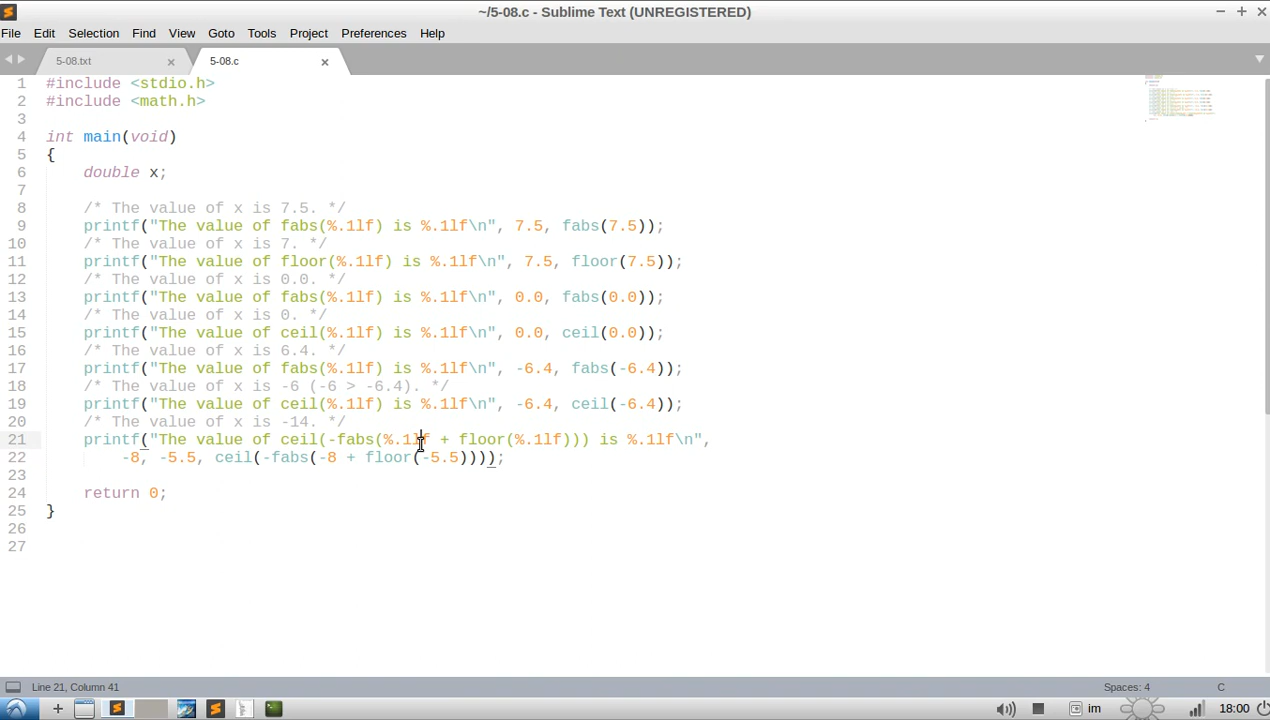 ~/5-08.c - Sublime Text (UNREGISTERED)
File Edit Selection Find View Goto Tools Project Preferences Help
5-08.txt 5-08.c
1 #include <stdio.h>
2 #include <math.h>
3
4 int main(void)
5 {
6 double x;
7
8 /* The value of x is 7.5. */
9 printf("The value of fabs(%.1lf) is %.1lf\n", 7.5, fabs(7.5));
10 /* The value of x is 7. */
11 printf("The value of floor(%.1lf) is %.1lf\n", 7.5, floor(7.5));
12 /* The value of x is 0.0. */
13 printf("The value of fabs(%.1lf) is %.1lf\n", 0.0, fabs(0.0));
14 /* The value of x is 0. */
15 printf("The value of ceil(%.1lf) is %.1lf\n", 0.0, ceil(0.0));
16 /* The value of x is 6.4. */
17 printf("The value of fabs(%.1lf) is %.1lf\n", -6.4, fabs(-6.4));
18 /* The value of x is -6 (-6 > -6.4). */
19 printf("The value of ceil(%.1lf) is %.1lf\n", -6.4, ceil(-6.4));
20 /* The value of x is -14. */
21 printf("The value of ceil(-fabs(%.1lf + floor(%.1lf))) is %.1lf\n",
22 -8, -5.5, ceil(-fabs(-8 + floor(-5.5))));
23
24 return 0;
25 }
26
27
Line 21, Column 41 Spaces: 4 C
im 18:00